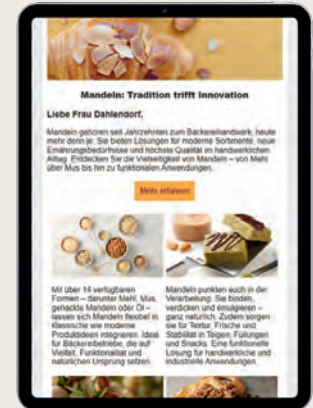 Mandeln: Tradition trifft Innovation
Liebe Frau Dahlendorf,
Mandeln gehören seit Jahrzehnten zum Bäckereihandwerk, heute
mehr denn je. Sie bieten Lösungen für moderne Sortimente, neue
Ernährungsbedürfnisse und höchste Qualität im handwerklichen
Alltag. Entdecken Sie die Vielseitigkeit von Mandeln – von Mehl
über Mus bis hin zu funktionalen Anwendungen.
Mehr erfahren
Mit über 14 verfügbaren
Formen – darunter Mehl, Mus,
gehackte Mandeln oder Öl –
lassen sich Mandeln flexibel in
klassische wie moderne
Produktideen integrieren. Ideal
für Bäckereibetriebe, die auf
Vielfalt, Funktionalität und
natürlichen Ursprung setzen.
Mandeln punkten auch in der
Verarbeitung: Sie binden,
verdicken und emulgieren –
ganz natürlich. Zudem sorgen
sie für Textur, Frische und
Stabilität in Teigen, Füllungen
und Snacks. Eine funktionelle
Lösung für handwerkliche und
industrielle Anwendungen.